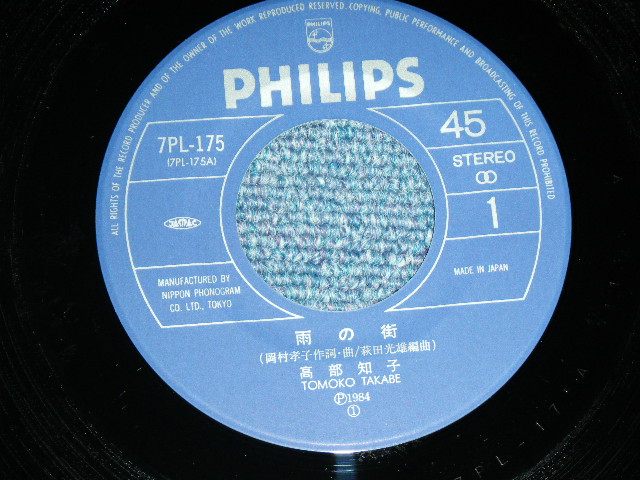 ALL RIGHTS OF THE RECORD PRODUCER AND OF THE OWNER OF THE WORK REPRODUCED RESERVED. COPYING, PUBLIC PERFORMANCE AND BROADCASTING OF THIS RECORD PROHIBITED
PHILIPS
PHILIPS
7PL-175
(7PL-175A)
45
STEREO
1
JASRAC
MANUFACTURED BY
NIPPON PHONOGRAM
CO. LTD., TOKYO
MADE IN JAPAN
雨の街
(岡村孝子作詞・曲/萩田光雄編曲)
高部知子
TOMOKO TAKABE
Ⓟ1984
①